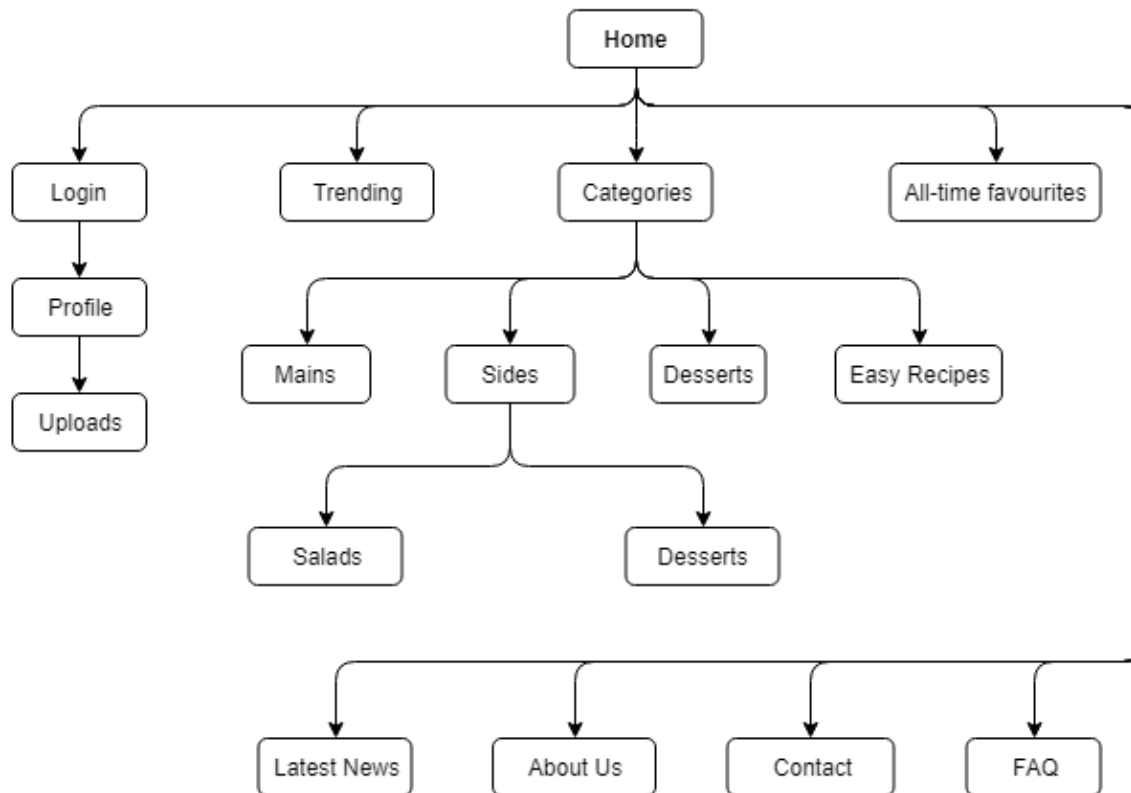 Home
Login
Trending
Categories
All-time favourites
Profile
Mains
Sides
Desserts
Easy Recipes
Uploads
Salads
Desserts
Latest News
About Us
Contact
FAQ